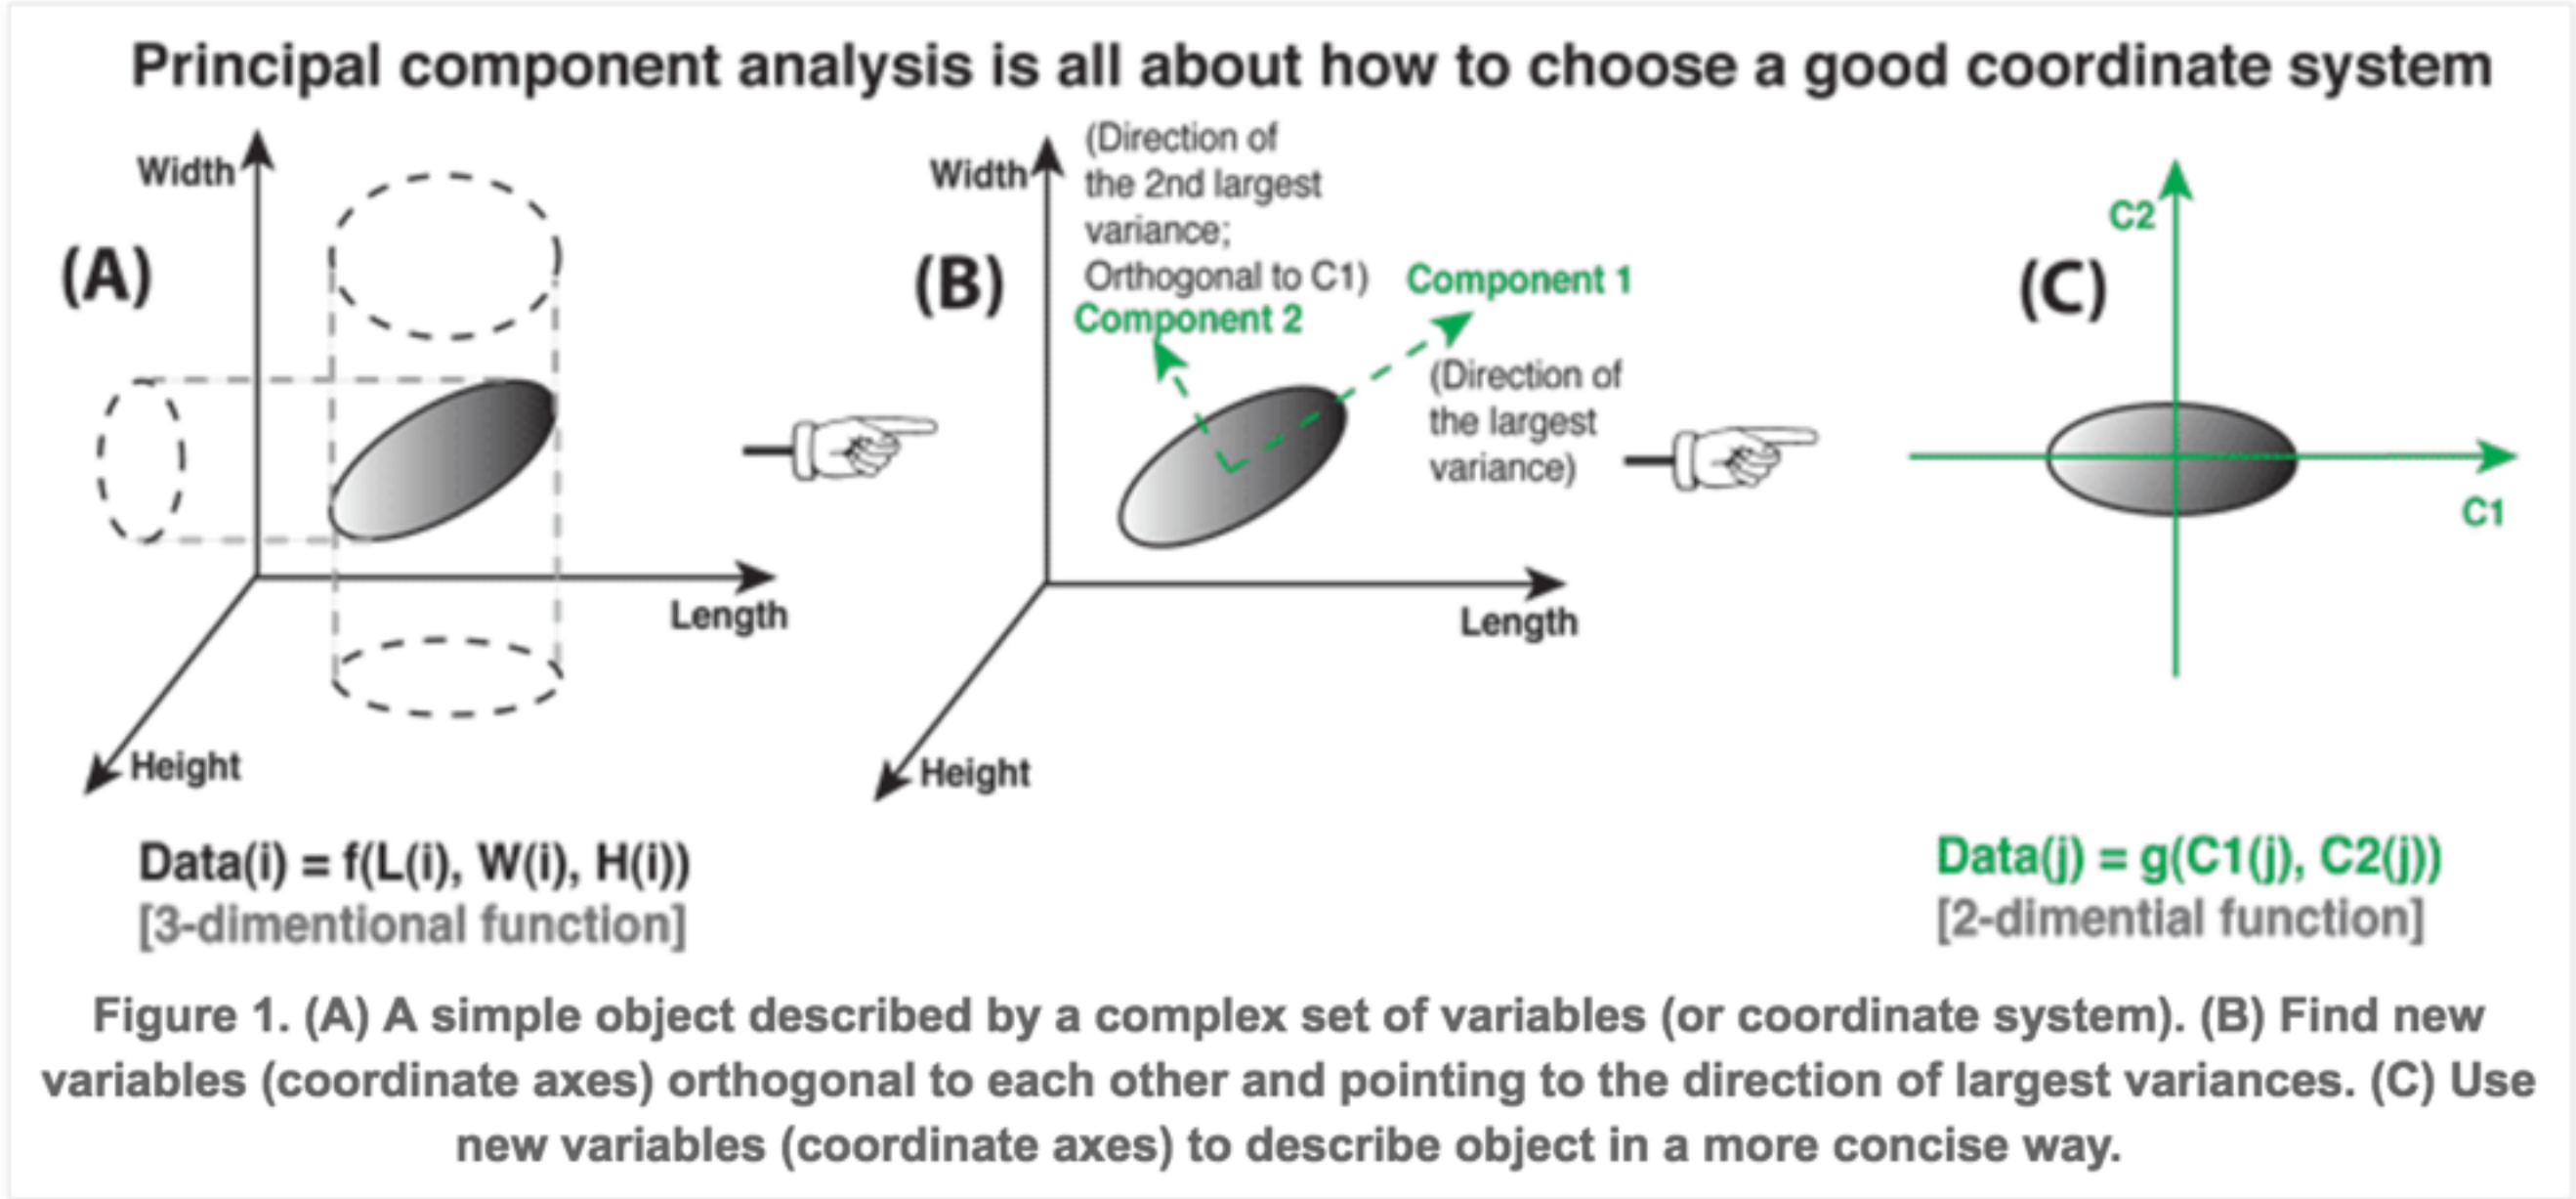 Principal component analysis is all about how to choose a good coordinate system
(A)
Width
Length
Height
Data(i) = f(L(i), W(i), H(i))
[3-dimentional function]
(B)
Width
(Direction of
the 2nd largest
variance;
Orthogonal to C1)
Component 2
Component 1
(Direction of
the largest
variance)
Length
Height
(C)
C2
C1
Data(j) = g(C1(j), C2(j))
[2-dimential function]
Figure 1. (A) A simple object described by a complex set of variables (or coordinate system). (B) Find new
variables (coordinate axes) orthogonal to each other and pointing to the direction of largest variances. (C) Use
new variables (coordinate axes) to describe object in a more concise way.